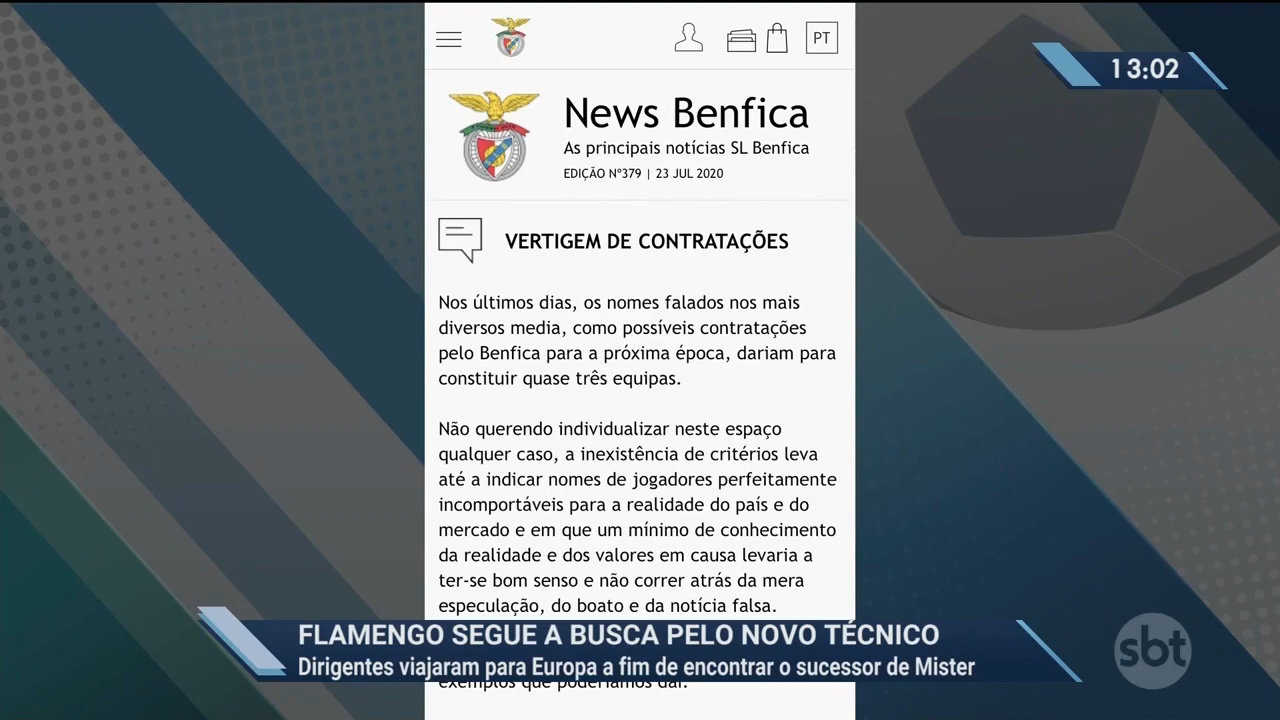 PT
13:02
News Benfica
As principais notícias SL Benfica
EDIÇÃO Nº379 | 23 JUL 2020
VERTIGEM DE CONTRATAÇÕES
Nos últimos dias, os nomes falados nos mais
diversos media, como possíveis contratações
pelo Benfica para a próxima época, dariam para
constituir quase três equipas.
Não querendo individualizar neste espaço
qualquer caso, a inexistência de critérios leva
até a indicar nomes de jogadores perfeitamente
incomportáveis para a realidade do país e do
mercado e em que um mínimo de conhecimento
da realidade e dos valores em causa levaria a
ter-se bom senso e não correr atrás da mera
especulação, do boato e da notícia falsa.
FLAMENGO SEGUE A BUSCA PELO NOVO TÉCNICO
Dirigentes viajaram para Europa a fim de encontrar o sucessor de Mister
exemplos que poderíamos dar.
sbt